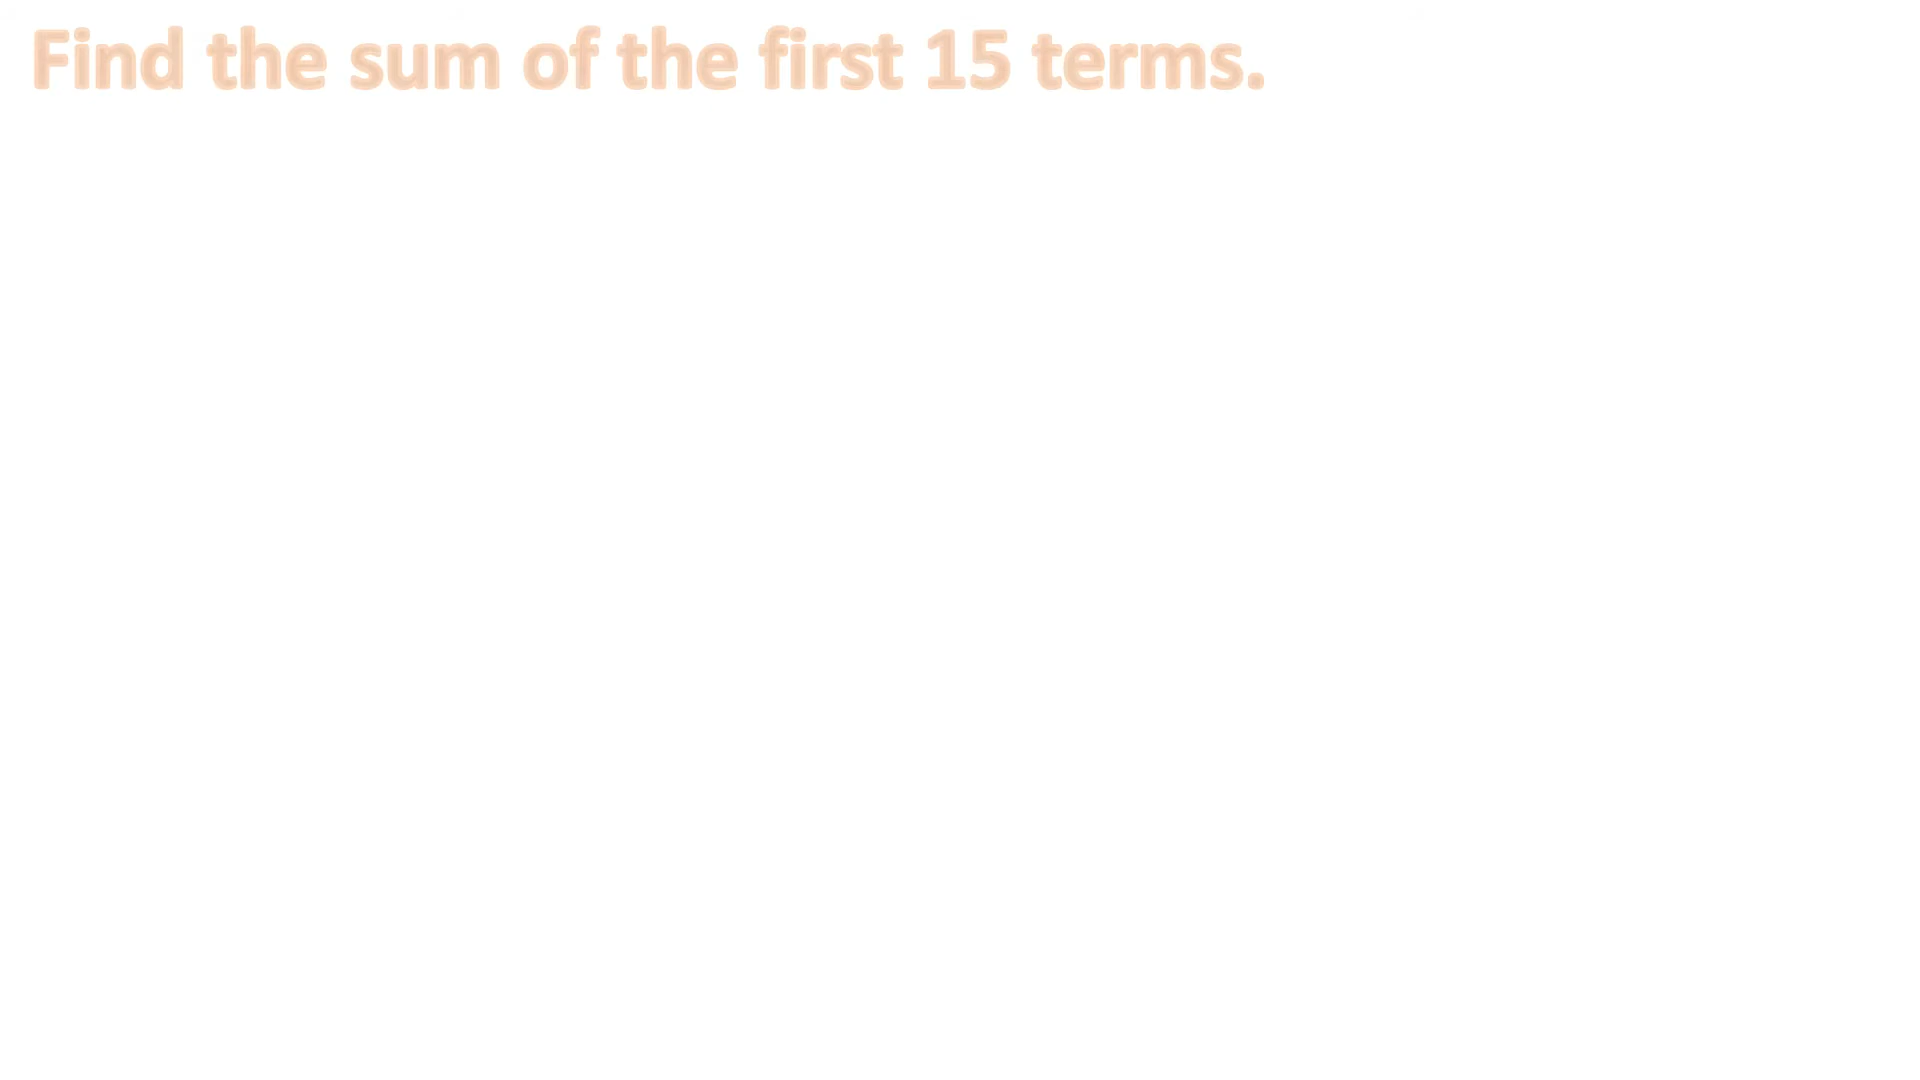 Find the sum of the first 15 terms.